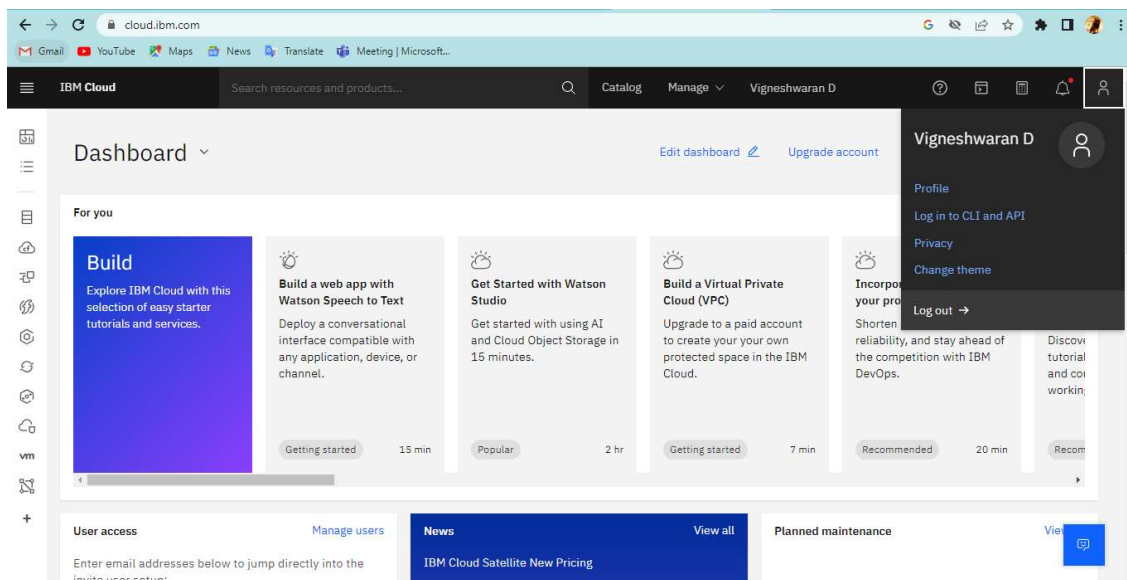 cloud.ibm.com
Gmail YouTube Maps News Translate Meeting | Microsoft...
IBM Cloud Search resources and products... Catalog Manage Vigneshwaran D
Vigneshwaran D
Profile
Log in to CLI and API
Privacy
Change theme
Log out →
Dashboard Edit dashboard Upgrade account
For you
Build
Explore IBM Cloud with this
selection of easy starter
tutorials and services.
Build a web app with
Watson Speech to Text
Deploy a conversational
interface compatible with
any application, device, or
channel.
Getting started 15 min
Get Started with Watson
Studio
Get started with using AI
and Cloud Object Storage in
15 minutes.
Popular 2 hr
Build a Virtual Private
Cloud (VPC)
Upgrade to a paid account
to create your your own
protected space in the IBM
Cloud.
Getting started 7 min
your pro
Shorten
reliability, and stay ahead of
the competition with IBM
DevOps.
Recommended 20 min
tutorial
vm
User access Manage users
Enter email addresses below to jump directly into the
invite user setup:
News View all
IBM Cloud Satellite New Pricing
Planned maintenance